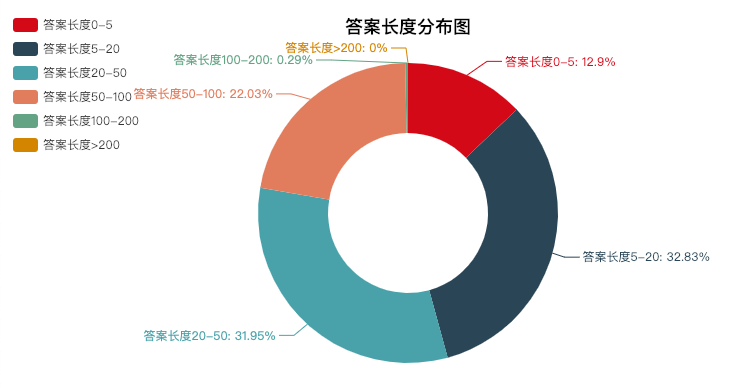 答案长度分布图
答案长度0-5
答案长度5-20
答案长度20-50
答案长度50-100
答案长度100-200
答案长度>200
答案长度>200: 0%
答案长度100-200: 0.29%
答案长度0-5: 12.9%
答案长度50-100: 22.03%
答案长度5-20: 32.83%
答案长度20-50: 31.95%